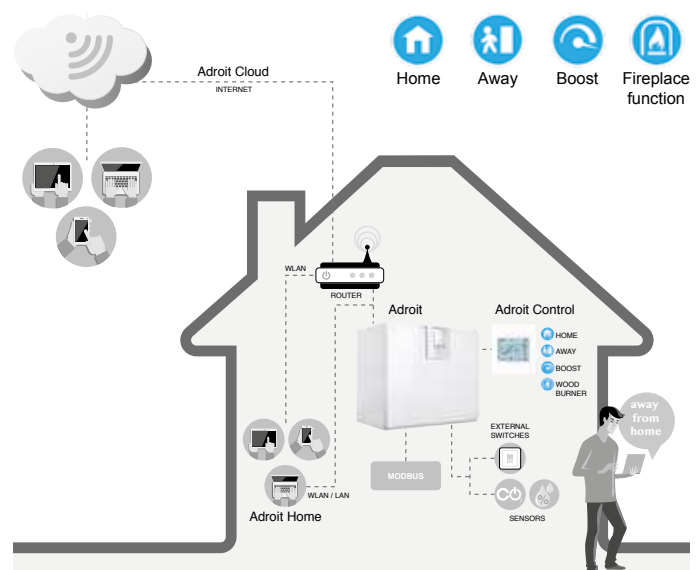 Adroit Cloud
INTERNET
Home
Away
Boost
Fireplace
function
WLAN
ROUTER
Adroit
Adroit Control
HOME
AWAY
BOOST
WOOD
BURNER
away
from
home
EXTERNAL
SWITCHES
MODBUS
WLAN / LAN
Adroit Home
SENSORS